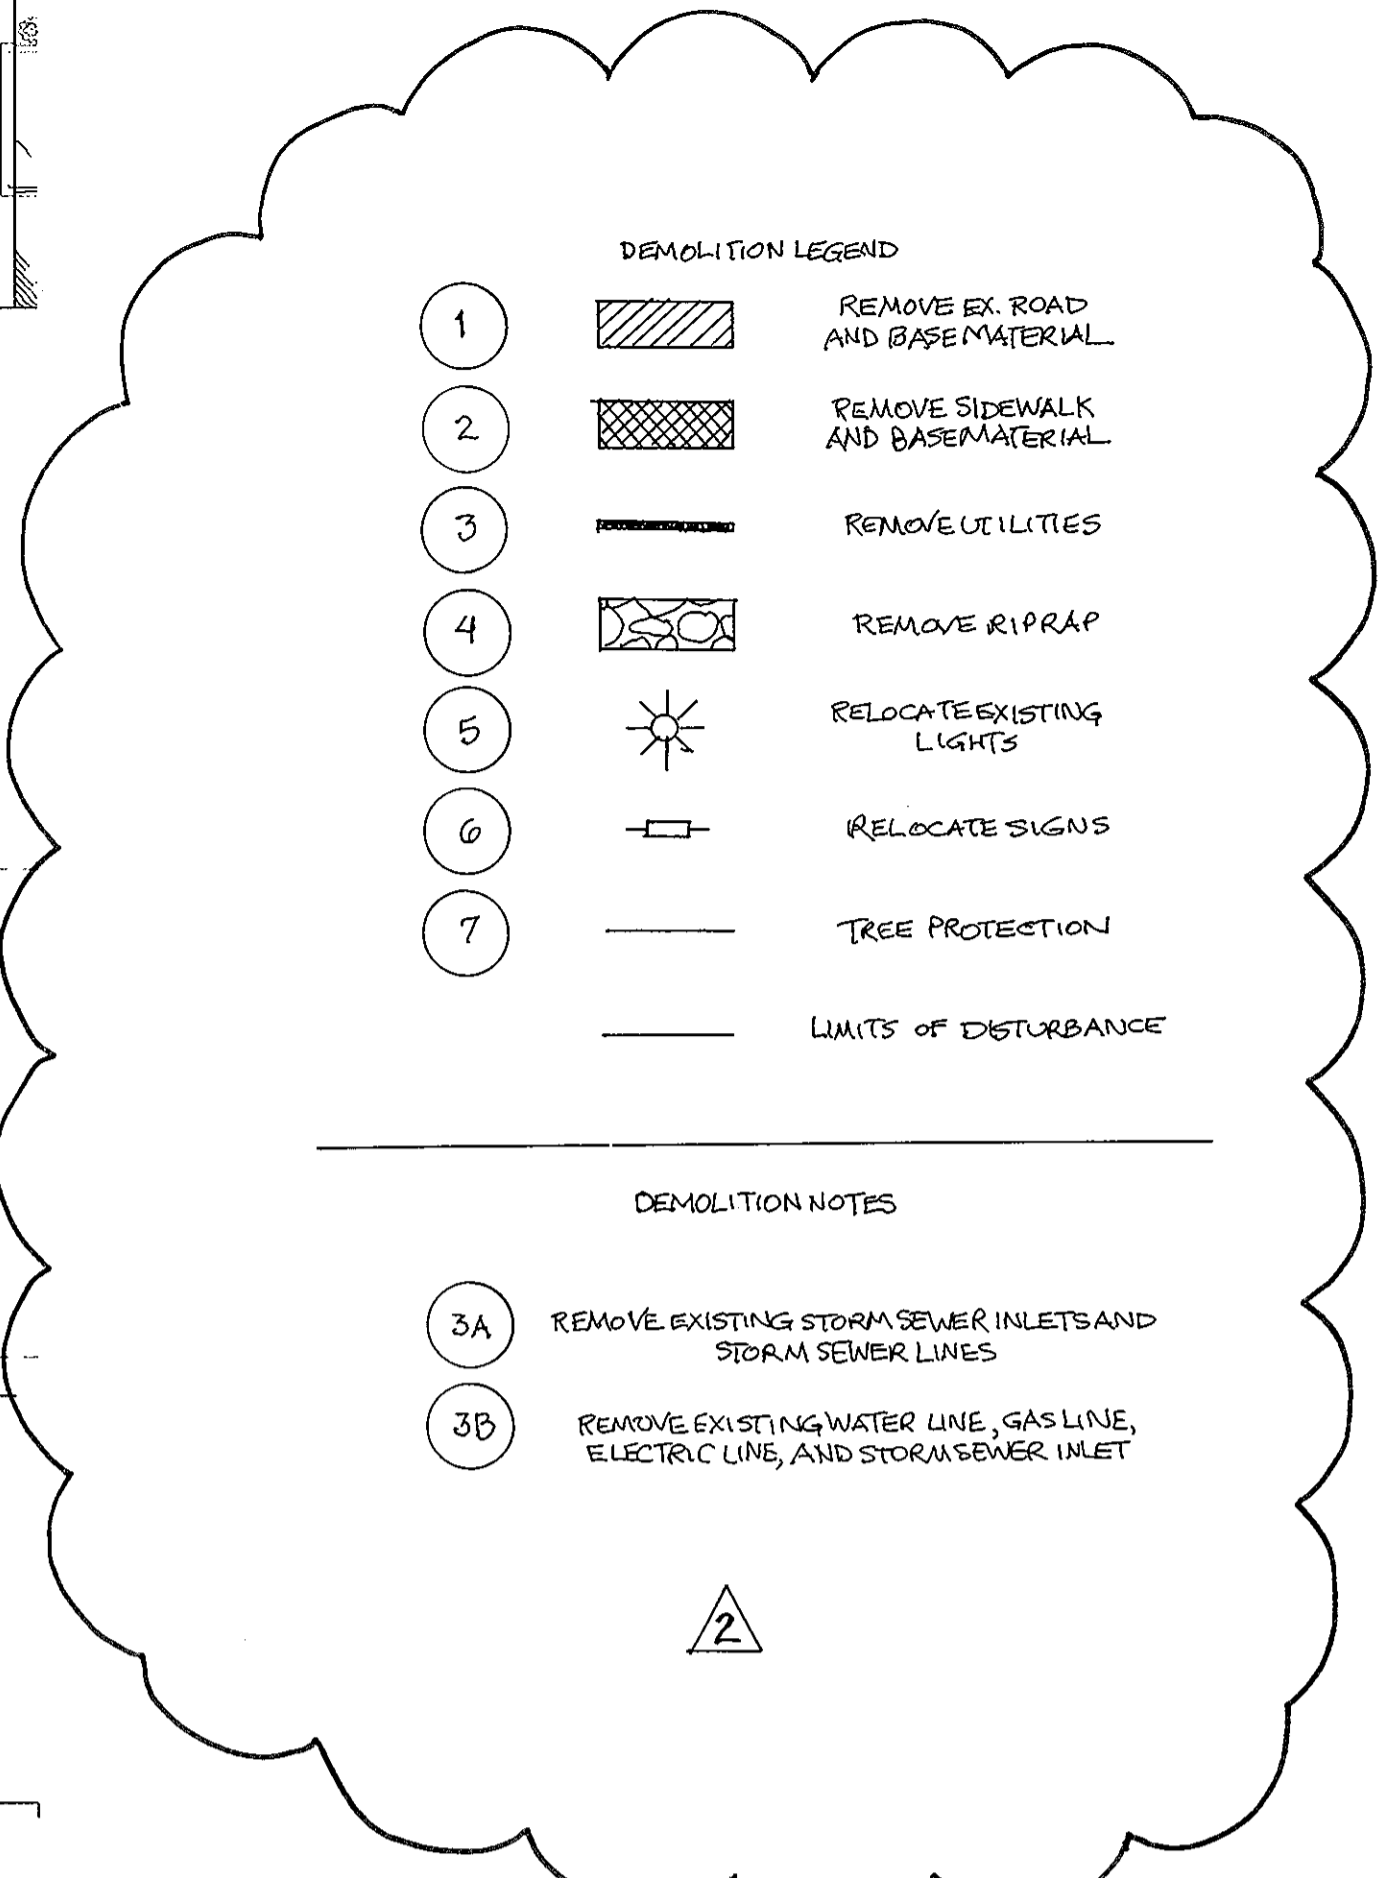 DEMOLITION LEGEND
1
REMOVE EX. ROAD
AND BASE MATERIAL
2
REMOVE SIDEWALK
AND BASE MATERIAL
3
REMOVE UTILITIES
4
REMOVE RIPRAP
5
RELOCATE EXISTING
LIGHTS
6
RELOCATE SIGNS
7
TREE PROTECTION
LIMITS OF DISTURBANCE
DEMOLITION NOTES
3A
REMOVE EXISTING STORM SEWER INLETS AND
STORM SEWER LINES
3B
REMOVE EXISTING WATER LINE, GAS LINE,
ELECTRIC LINE, AND STORM SEWER INLET
2